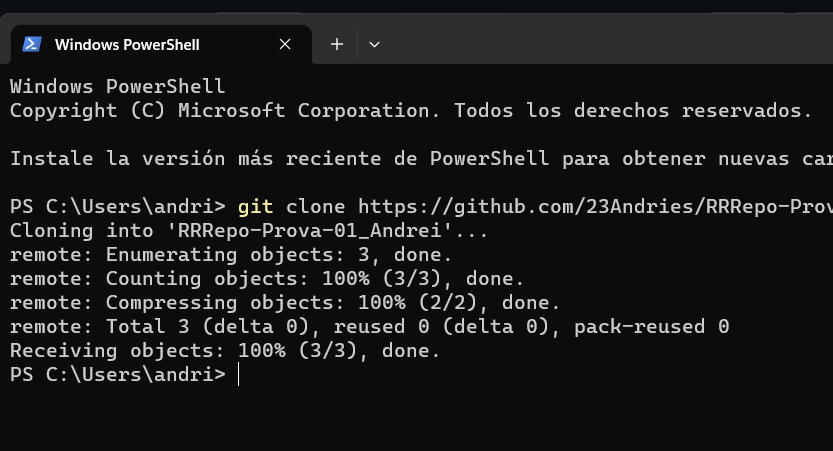 Windows PowerShell
Windows PowerShell
Copyright (C) Microsoft Corporation. Todos los derechos reservados.
Instale la versión más reciente de PowerShell para obtener nuevas
PS C:\Users\andri> git clone https://github.com/23Andries/RRRepo-Prov
Cloning into 'RRRepo-Prova-01_Andrei'...
remote: Enumerating objects: 3, done.
remote: Counting objects: 100% (3/3), done.
remote: Compressing objects: 100% (2/2), done.
remote: Total 3 (delta 0), reused 0 (delta 0), pack-reused 0
Receiving objects: 100% (3/3), done.
PS C:\Users\andri>